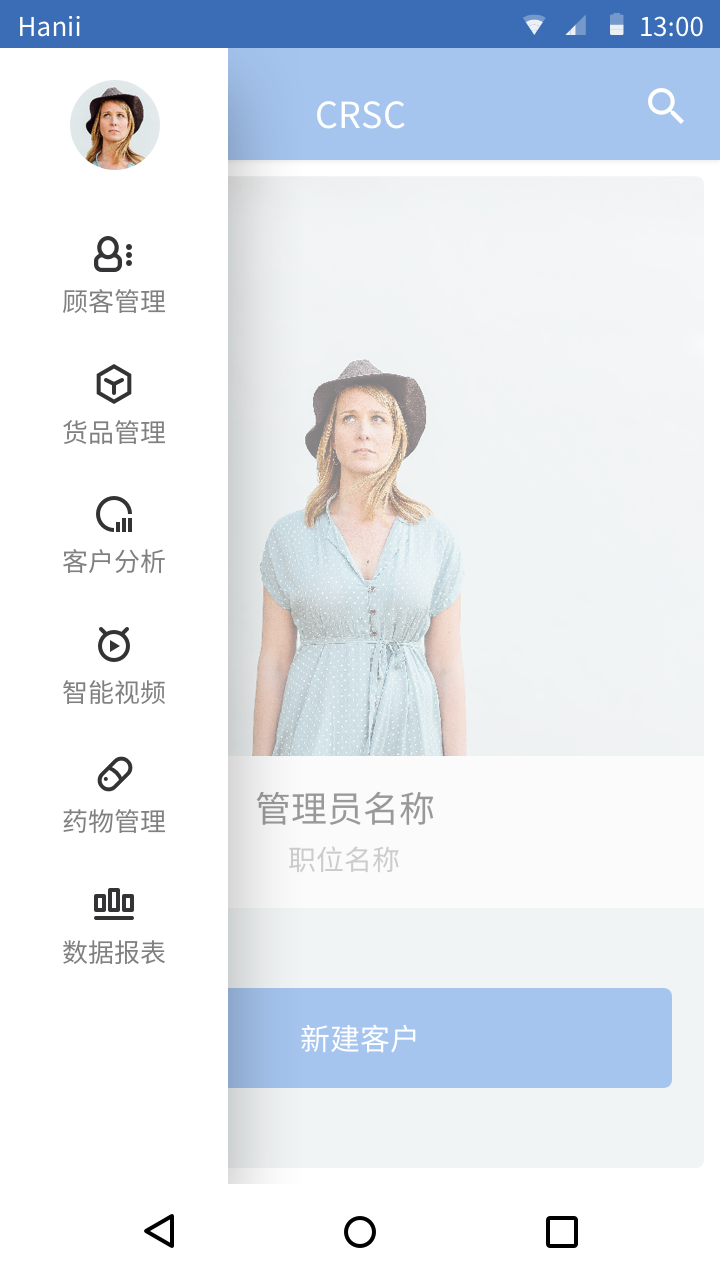 Hanii
13:00
CRSC
顾客管理
货品管理
客户分析
智能视频
药物管理
数据报表
管理员名称
职位名称
新建客户